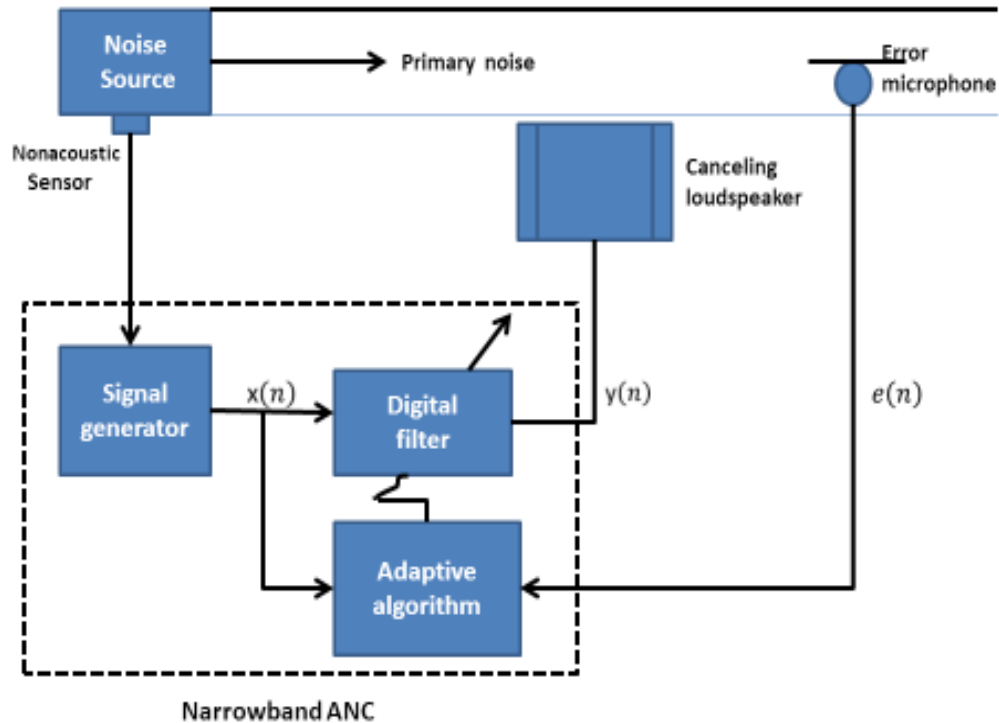 Noise
Source
Primary noise
Error
microphone
Nonacoustic
Sensor
Canceling
loudspeaker
Signal
generator
x(n)
Digital
filter
y(n)
e(n)
Adaptive
algorithm
Narrowband ANC